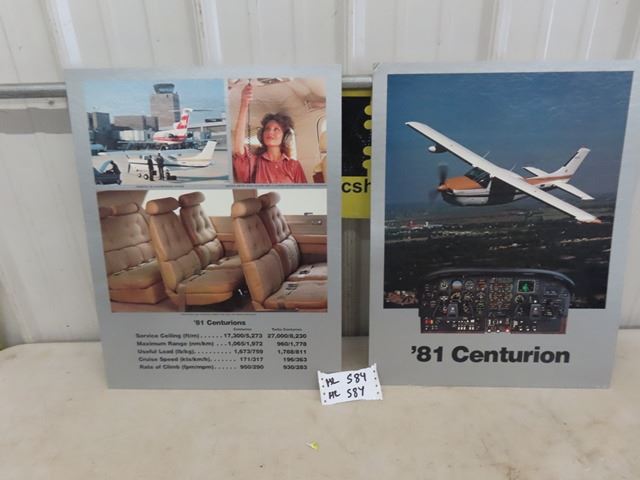 '81 Centurions
Centurion Turbo Centurion
Service Ceiling (ft/m) ...... 17,300/5,273 27,000/8,230
Maximum Range (nm/km) . 1,065/1,972 960/1,778
Useful Load (lb/kg) .......... 1,673/759 1,788/811
Cruise Speed (kts/km/h) ...... 171/317 196/363
Rate of Climb (fpm/mpm) ...... 950/290 930/283
'81 Centurion
AR 584
AR 584
csh